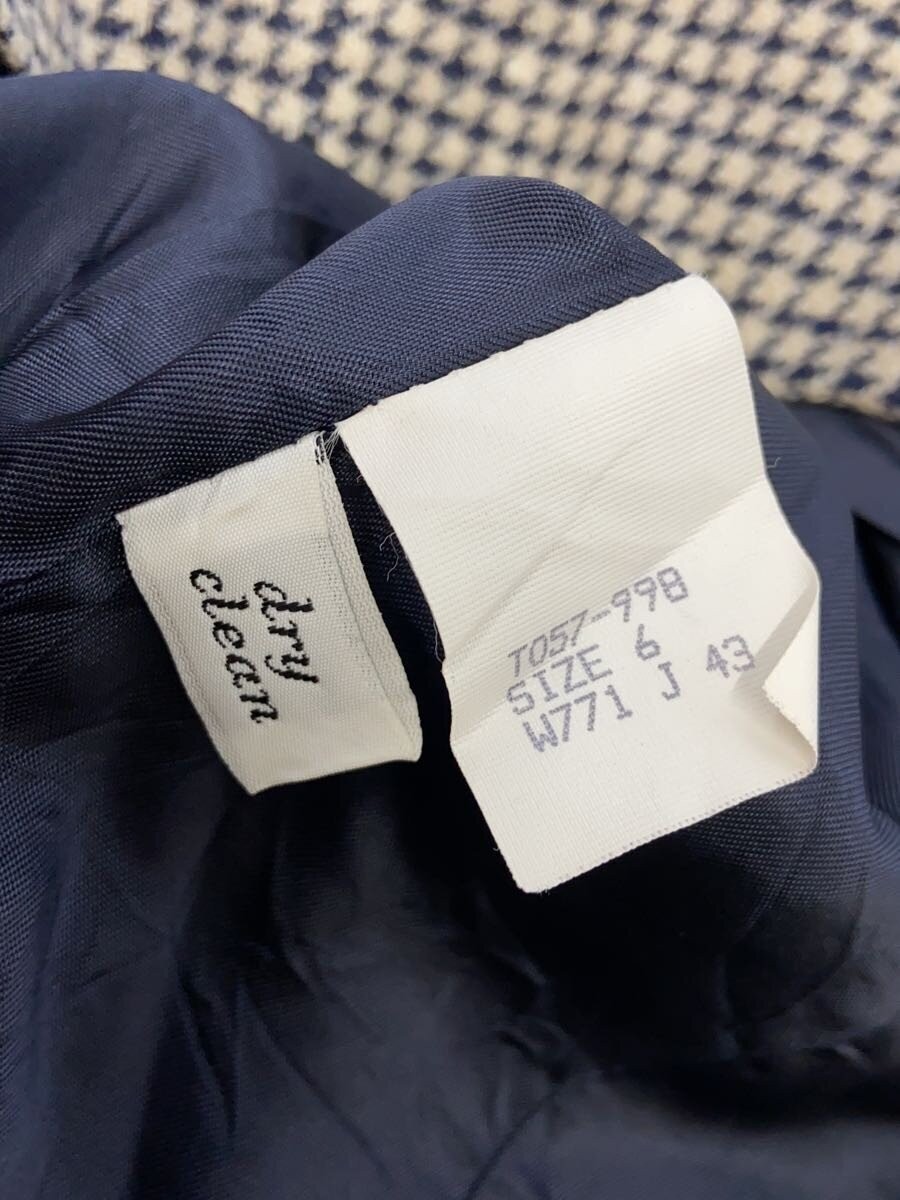 dry
clean
T057-998
SIZE 6
W771 J 43